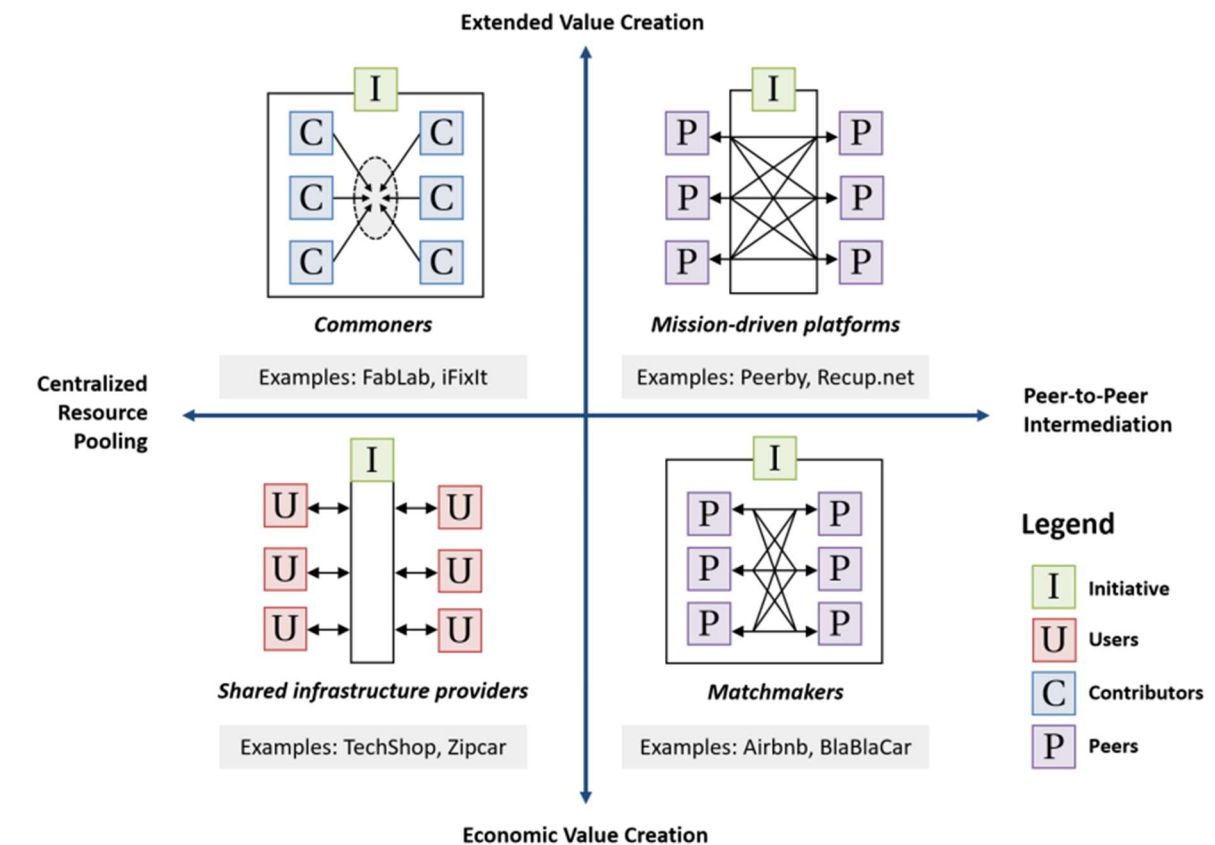 Extended Value Creation
I
C
C
C
C
C
C
Commoners
Examples: FabLab, iFixIt
I
P
P
P
P
P
P
Mission-driven platforms
Examples: Peerby, Recup.net
Centralized
Resource
Pooling
Peer-to-Peer
Intermediation
I
U
U
U
U
U
U
Shared infrastructure providers
Examples: TechShop, Zipcar
I
P
P
P
P
P
P
Matchmakers
Examples: Airbnb, BlaBlaCar
Legend
I Initiative
U Users
C Contributors
P Peers
Economic Value Creation